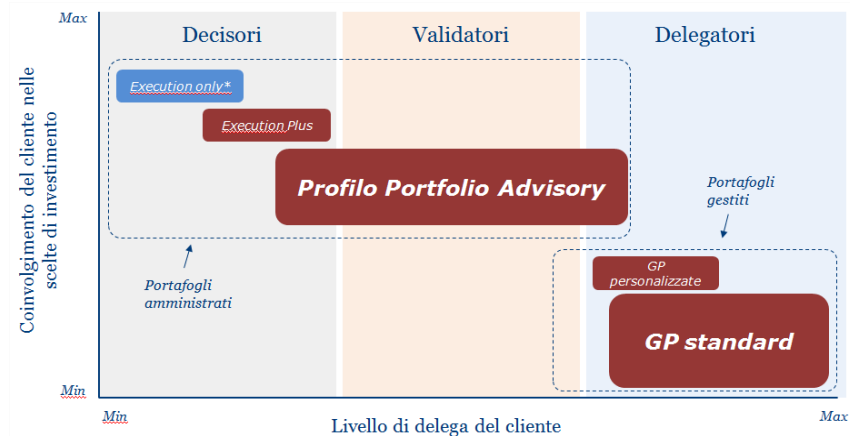 Max
Decisori
Validatori
Delegatori
Execution only*
Execution Plus
Profilo Portfolio Advisory
Portafogli
gestiti
Portafogli
amministrati
GP
personalizzate
GP standard
Coinvolgimento del cliente nelle
scelte di investimento
Min
Min
Livello di delega del cliente
Max